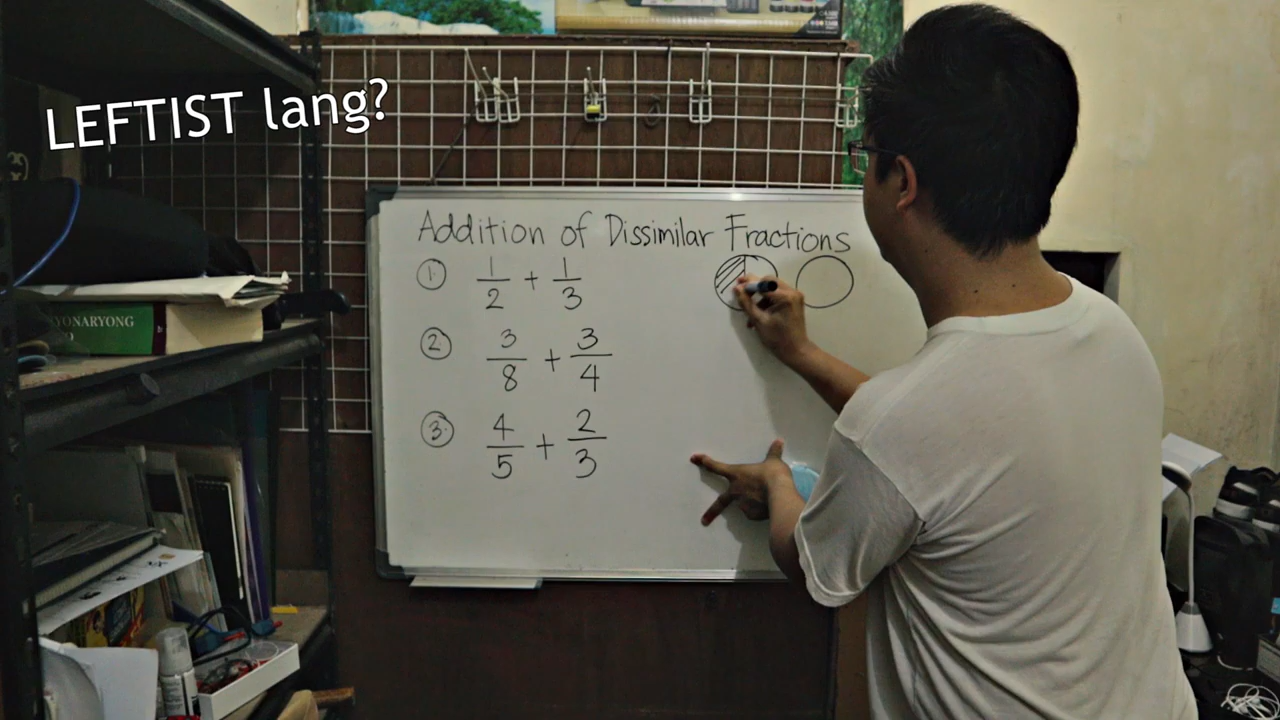 LEFTIST lang?
Addition of Dissimilar Fractions
① 1/2 + 1/3
② 3/8 + 3/4
③ 4/5 + 2/3
YONARYONG